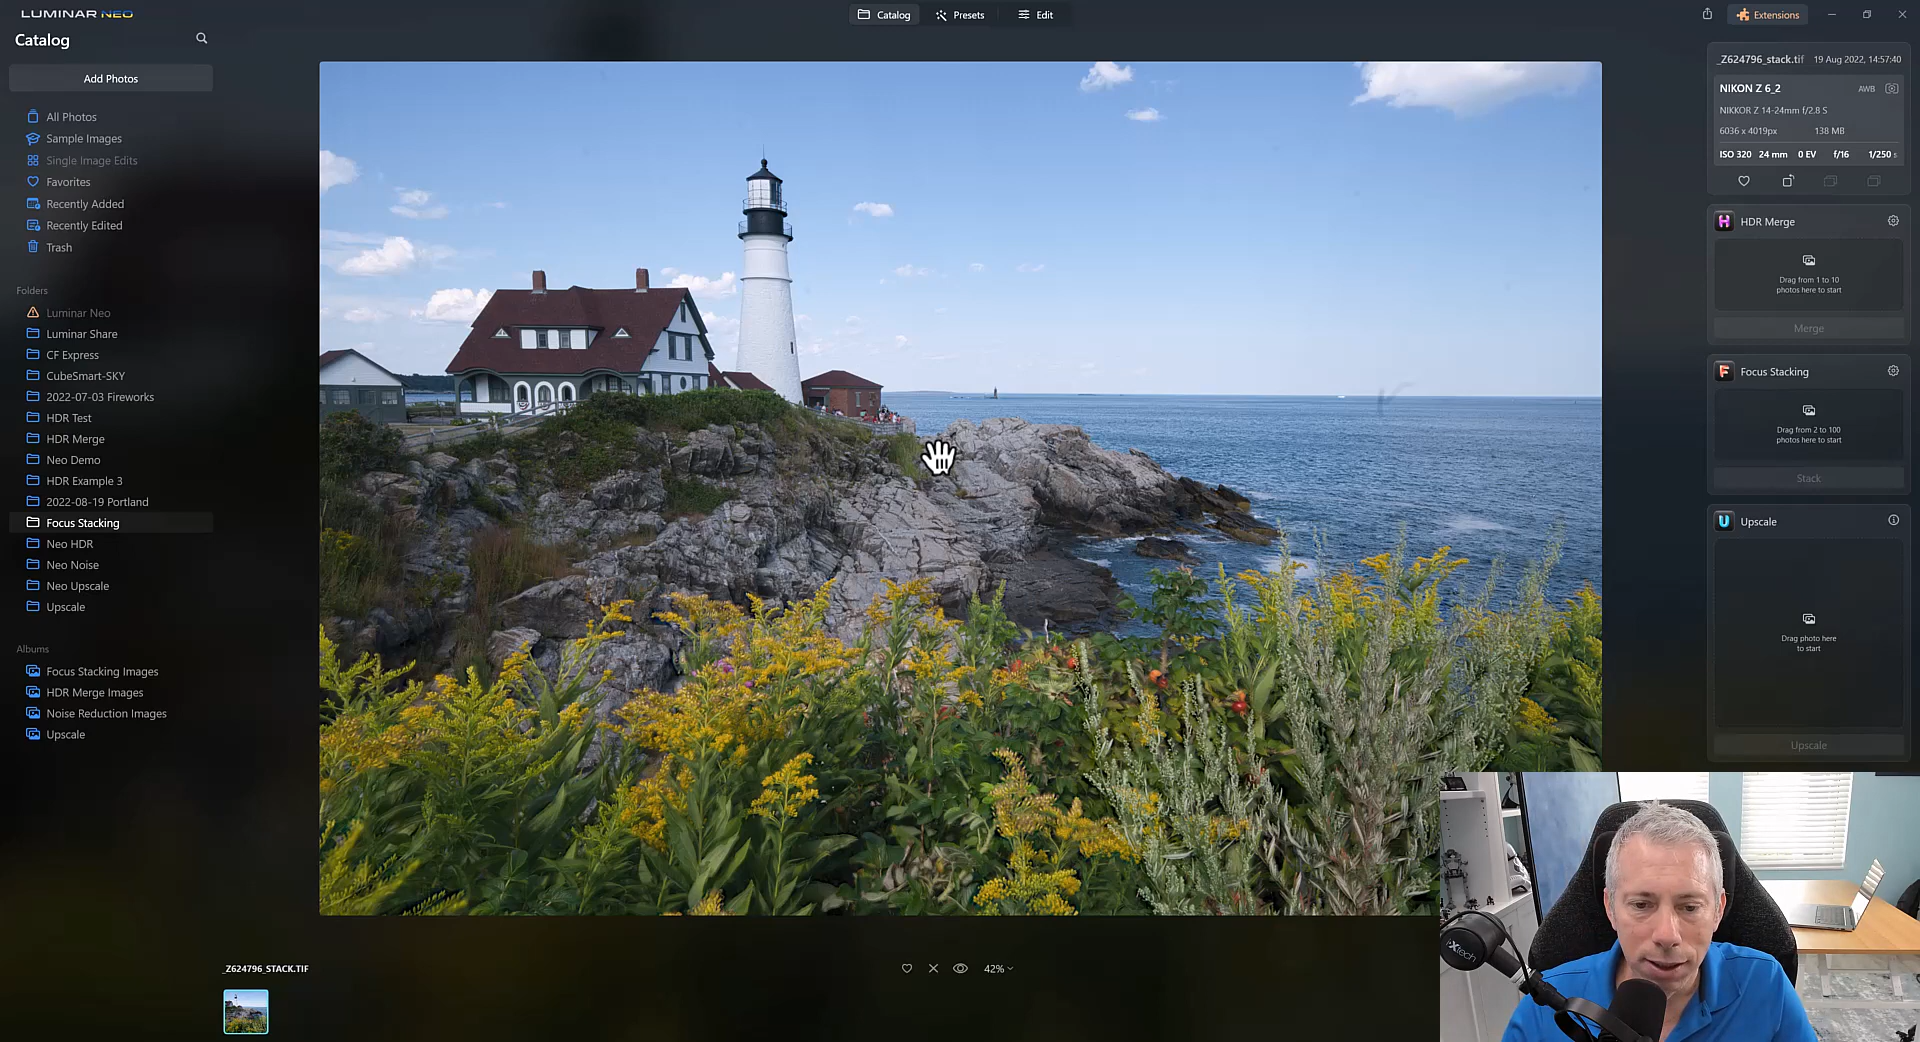 LUMINAR NEO
Catalog
Presets
Edit
Extensions
Catalog
Add Photos
All Photos
Sample Images
Single Image Edits
Favorites
Recently Added
Recently Edited
Trash
Folders
Luminar Neo
Luminar Share
CF Express
CubeSmart-SKY
2022-07-03 Fireworks
HDR Test
HDR Merge
Neo Demo
HDR Example 3
2022-08-19 Portland
Focus Stacking
Neo HDR
Neo Noise
Neo Upscale
Upscale
Albums
Focus Stacking Images
HDR Merge Images
Noise Reduction Images
Upscale
_Z624796_stack.tif 19 Aug 2022, 14:57:40
NIKON Z 6_2 AWB
NIKKOR Z 14-24mm f/2.8 S
6036 x 4019px 138 MB
ISO 320 24 mm 0 EV f/16 1/250 s
H HDR Merge
Drag from 1 to 10
photos here to start
Merge
F Focus Stacking
Drag from 2 to 100
photos here to start
Stack
U Upscale
Drag photo here
to start
Upscale
_Z624796_STACK.TIF
42%